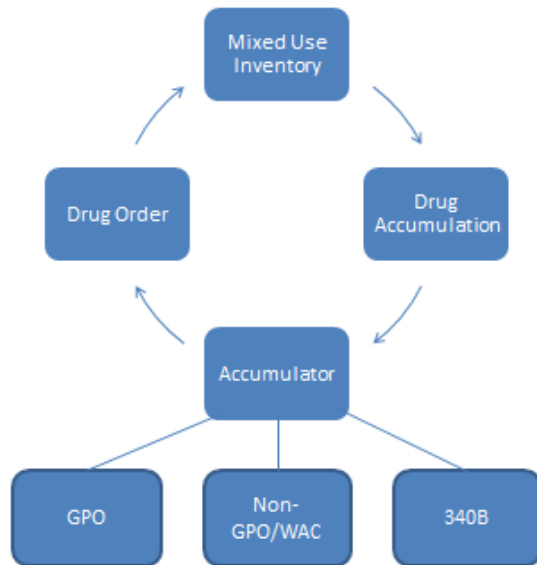 Mixed Use
Inventory
Drug Order
Drug
Accumulation
Accumulator
GPO
Non-
GPO/WAC
340B